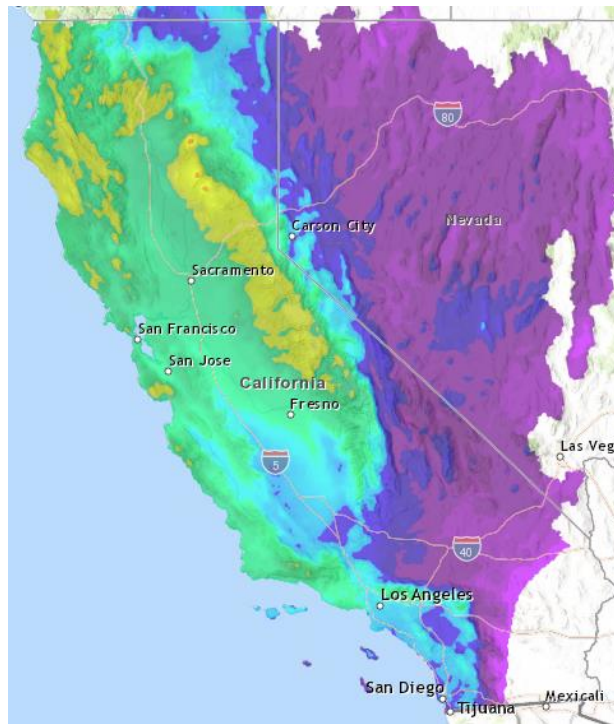 80
Carson City
Nevada
Sacramento
San Francisco
San Jose
California
Fresno
Las Veg
5
40
Los Angeles
San Diego
Tijuana
Mexicali